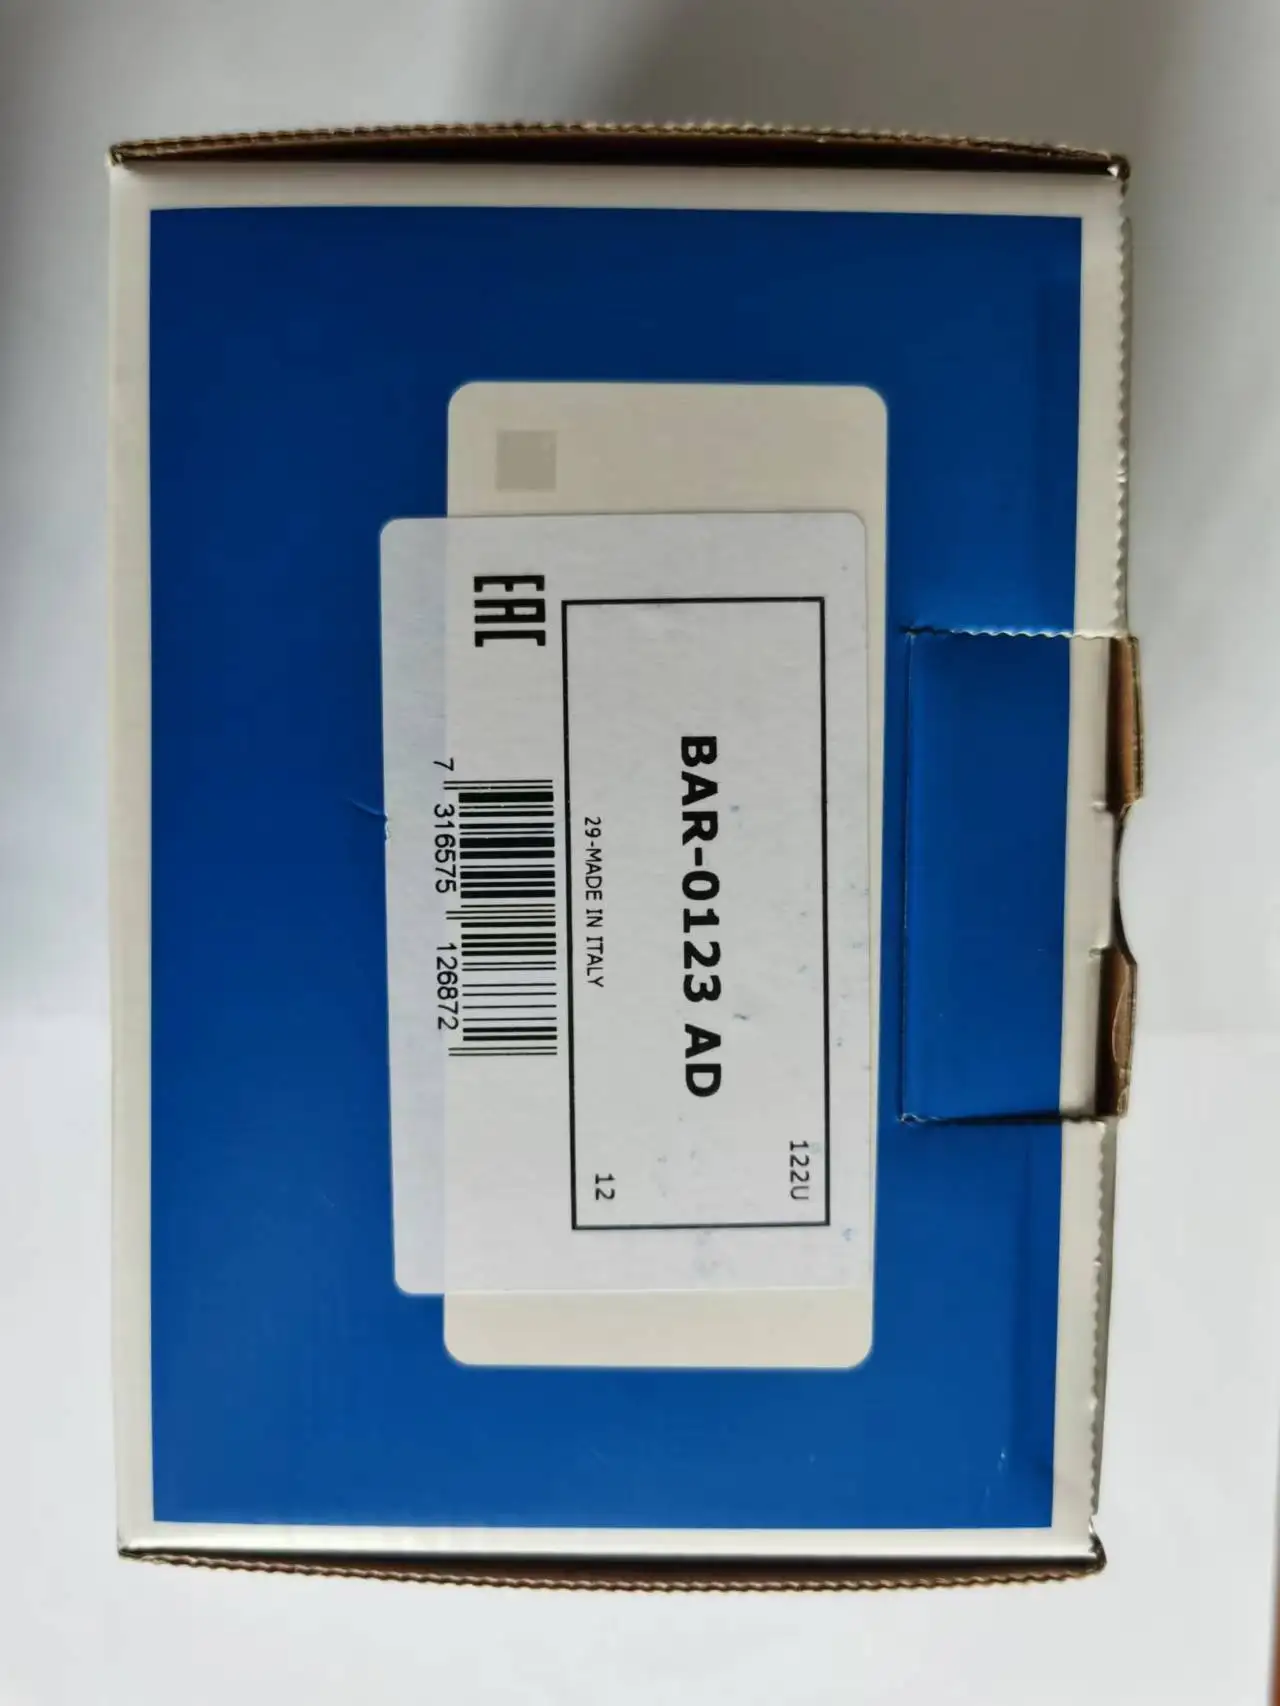 122U
BAR-0123 AD
29-MADE IN ITALY
12
EAC
7 316575 126872